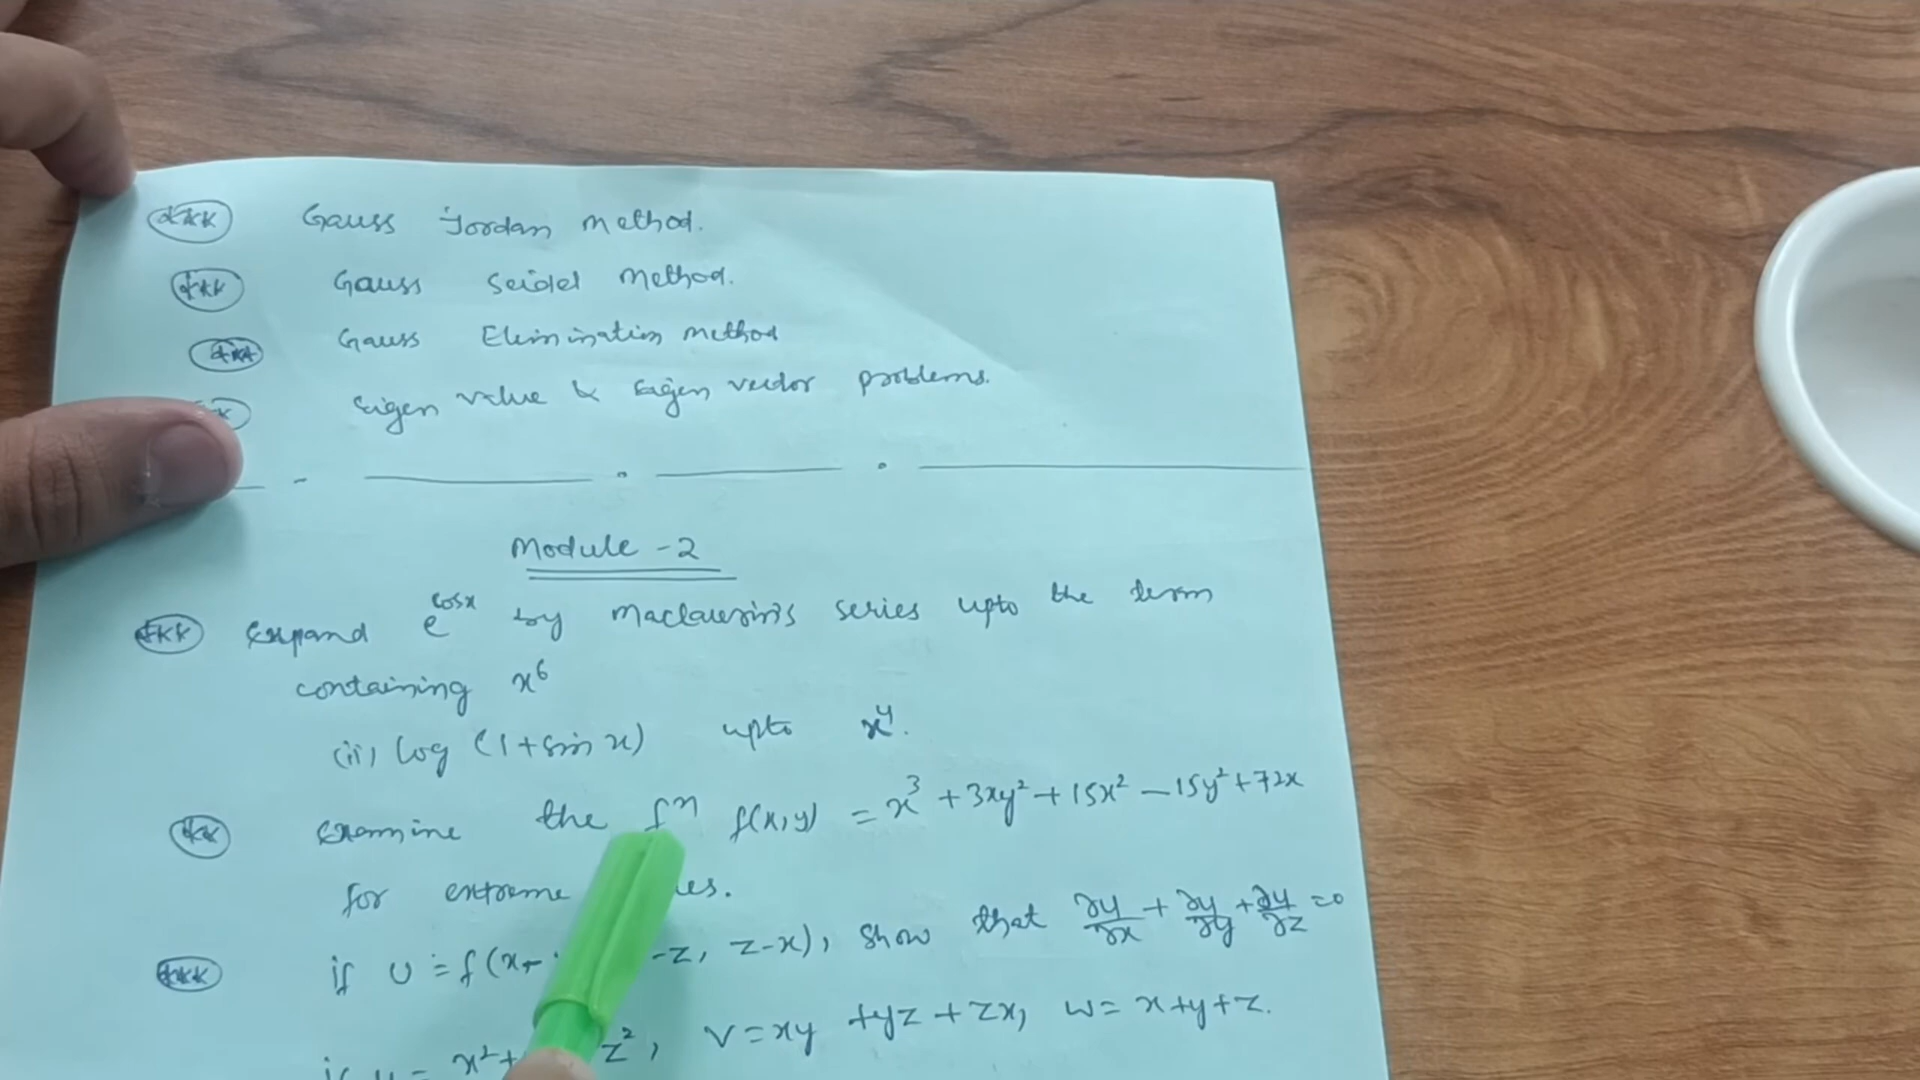 Gauss Jordan method.
Gauss Seidel method.
Gauss Elimination method
Eigen value & Eigen vector problems.
Module - 2
Expand e^cosx by Maclaurin's series upto the term
containing x^6
(ii) log (1+sin x) upto x^4.
Examine the f^n f(x,y) = x^3 + 3xy^2 + 15x^2 - 15y^2 + 72x
for extreme
if u = f(x- -z, z-x), show that ∂u/∂x + ∂u/∂y + ∂u/∂z = 0
if u = x^2+ z^2, v = xy + yz + zx, w = x+y+z.